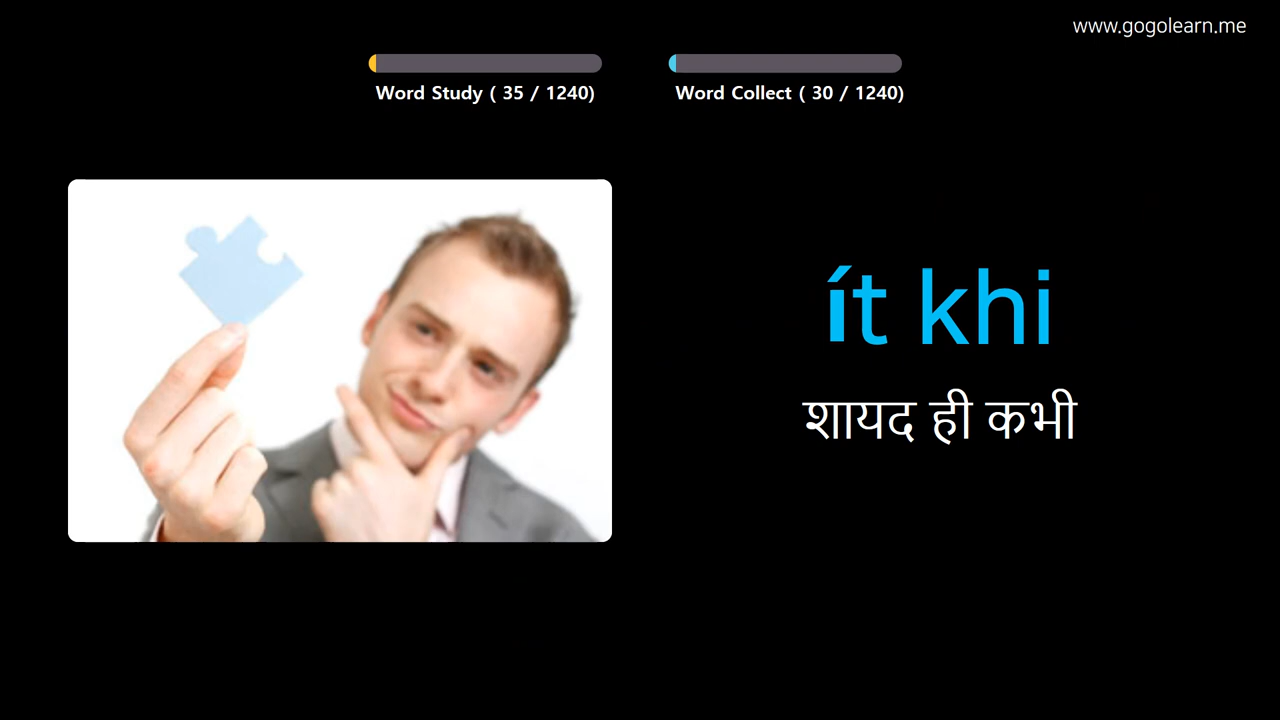 www.gogolearn.me
Word Study ( 35 / 1240)
Word Collect ( 30 / 1240)
ít khi
शायद ही कभी